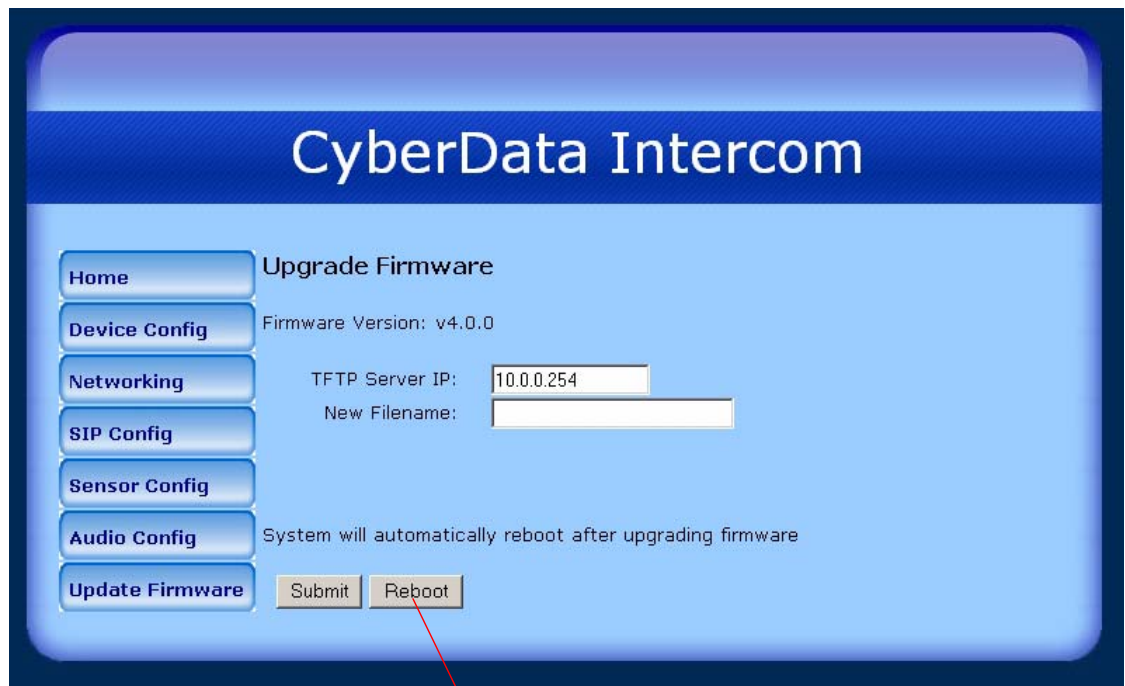 CyberData Intercom
Home
Device Config
Networking
SIP Config
Sensor Config
Audio Config
Update Firmware
Upgrade Firmware
Firmware Version: v4.0.0
TFTP Server IP: 10.0.0.254
New Filename:
System will automatically reboot after upgrading firmware
Submit Reboot